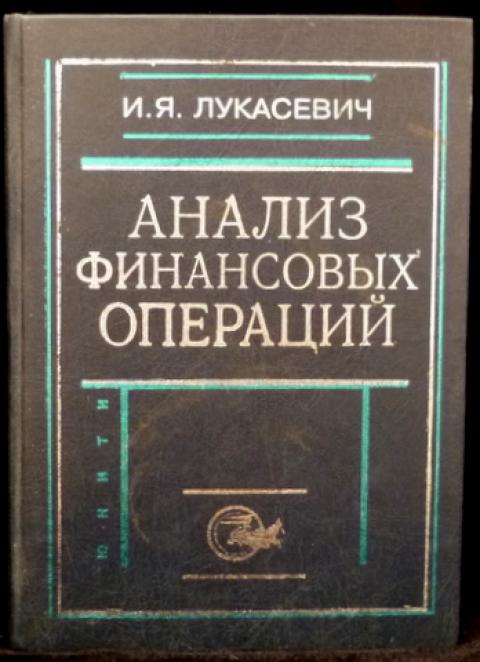 И.Я. ЛУКАСЕВИЧ
АНАЛИЗ
ФИНАНСОВЫХ
ОПЕРАЦИЙ
ЮНИТИ